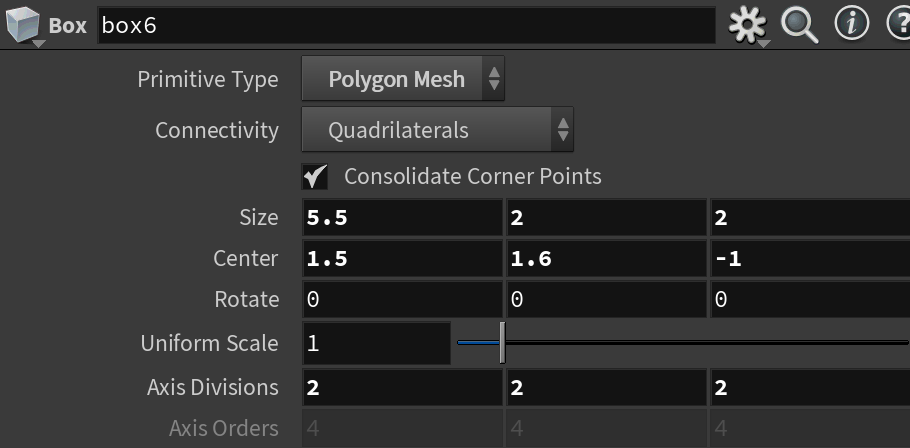 Box box6
Primitive Type Polygon Mesh
Connectivity Quadrilaterals
Consolidate Corner Points
Size 5.5 2 2
Center 1.5 1.6 -1
Rotate 0 0 0
Uniform Scale 1
Axis Divisions 2 2 2
Axis Orders 4 4 4